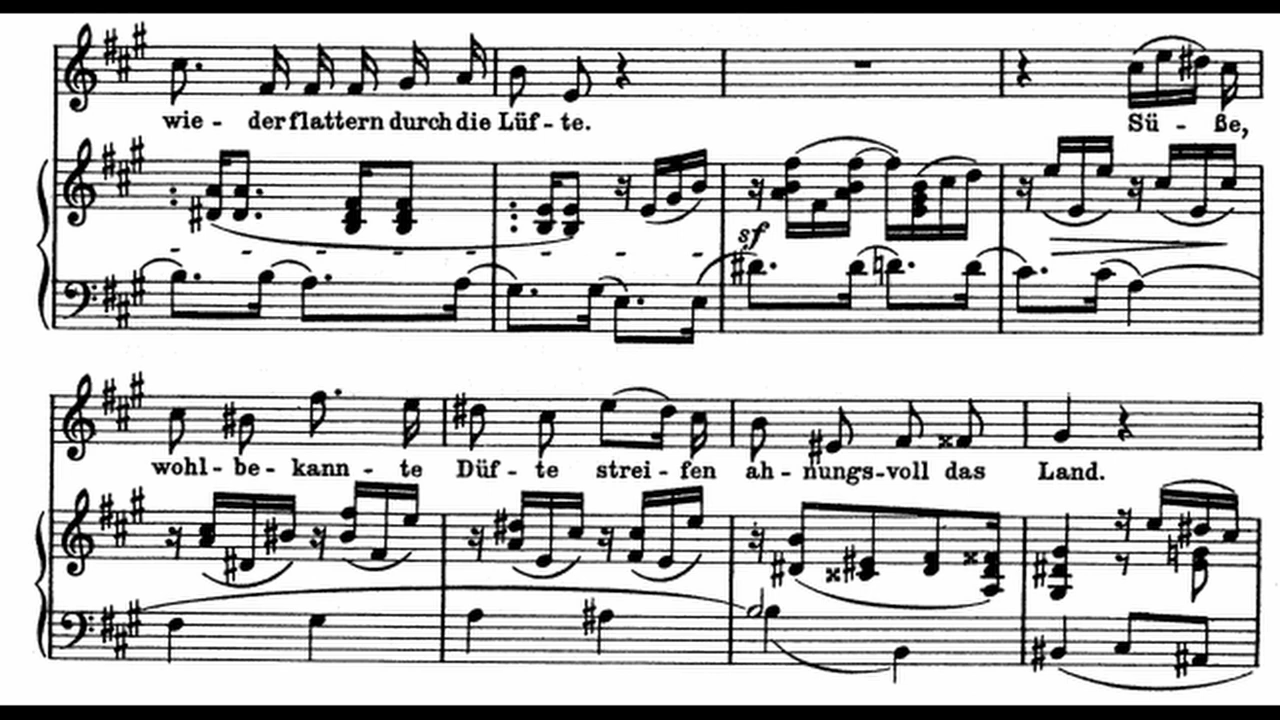 wie - der flattern durch die Lüf - te. Sü - ße,
sf
wohl - be - kann - te Düf - te strei - fen ah - nungs - voll das Land.